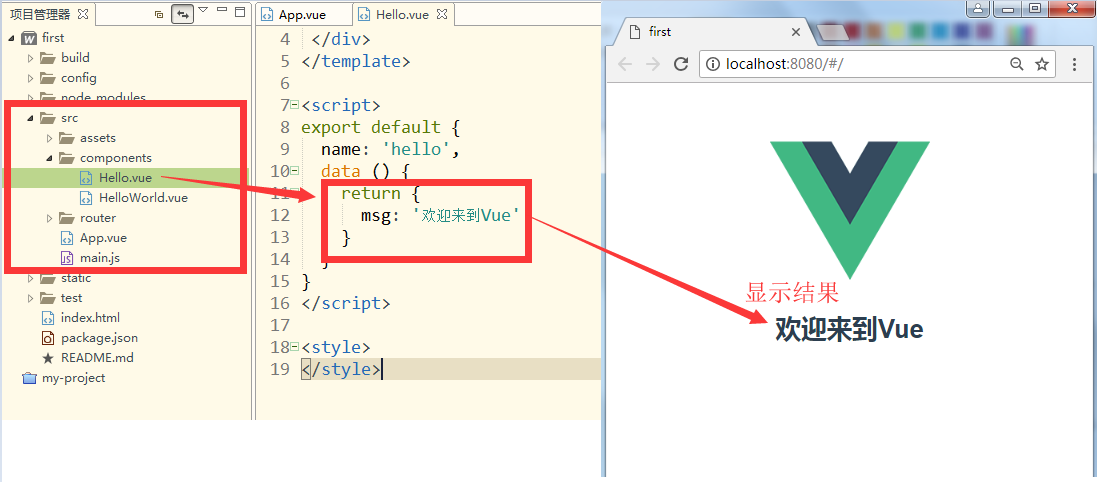 项目管理器
first
build
config
node_modules
src
assets
components
Hello.vue
HelloWorld.vue
router
App.vue
main.js
static
test
index.html
package.json
README.md
my-project
App.vue
Hello.vue
4 </div>
5 </template>
6
7 <script>
8 export default {
9 name: 'hello',
10 data () {
11 return {
12 msg: '欢迎来到Vue'
13 }
14 }
15 }
16 </script>
17
18 <style>
19 </style>
first
localhost:8080/#/
显示结果
欢迎来到Vue